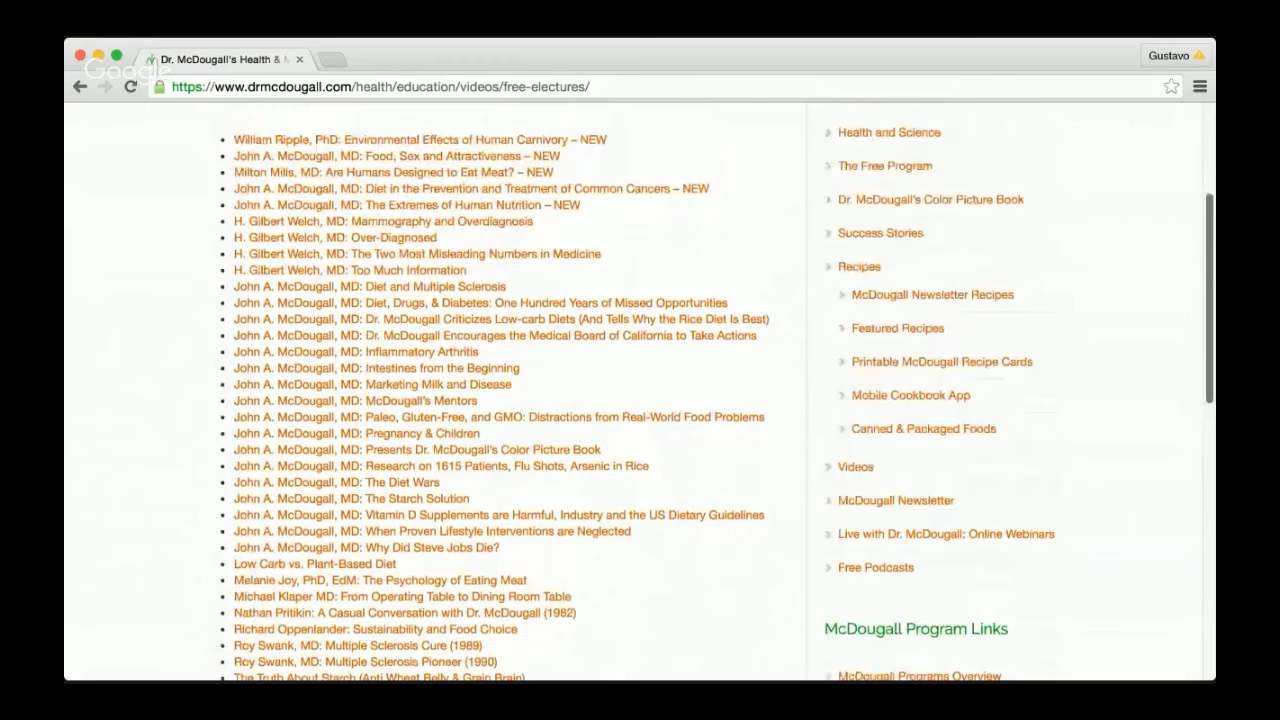 Dr. McDougall's Health & M
Gustavo
Google
https://www.drmcdougall.com/health/education/videos/free-electures/
William Ripple, PhD: Environmental Effects of Human Carnivory – NEW
John A. McDougall, MD: Food, Sex and Attractiveness – NEW
Milton Mills, MD: Are Humans Designed to Eat Meat? – NEW
John A. McDougall, MD: Diet in the Prevention and Treatment of Common Cancers – NEW
John A. McDougall, MD: The Extremes of Human Nutrition – NEW
H. Gilbert Welch, MD: Mammography and Overdiagnosis
H. Gilbert Welch, MD: Over-Diagnosed
H. Gilbert Welch, MD: The Two Most Misleading Numbers in Medicine
H. Gilbert Welch, MD: Too Much Information
John A. McDougall, MD: Diet and Multiple Sclerosis
John A. McDougall, MD: Diet, Drugs, & Diabetes: One Hundred Years of Missed Opportunities
John A. McDougall, MD: Dr. McDougall Criticizes Low-carb Diets (And Tells Why the Rice Diet Is Best)
John A. McDougall, MD: Dr. McDougall Encourages the Medical Board of California to Take Actions
John A. McDougall, MD: Inflammatory Arthritis
John A. McDougall, MD: Intestines from the Beginning
John A. McDougall, MD: Marketing Milk and Disease
John A. McDougall, MD: McDougall's Mentors
John A. McDougall, MD: Paleo, Gluten-Free, and GMO: Distractions from Real-World Food Problems
John A. McDougall, MD: Pregnancy & Children
John A. McDougall, MD: Presents Dr. McDougall's Color Picture Book
John A. McDougall, MD: Research on 1615 Patients, Flu Shots, Arsenic in Rice
John A. McDougall, MD: The Diet Wars
John A. McDougall, MD: The Starch Solution
John A. McDougall, MD: Vitamin D Supplements are Harmful, Industry and the US Dietary Guidelines
John A. McDougall, MD: When Proven Lifestyle Interventions are Neglected
John A. McDougall, MD: Why Did Steve Jobs Die?
Low Carb vs. Plant-Based Diet
Melanie Joy, PhD, EdM: The Psychology of Eating Meat
Michael Klaper MD: From Operating Table to Dining Room Table
Nathan Pritikin: A Casual Conversation with Dr. McDougall (1982)
Richard Oppenlander: Sustainability and Food Choice
Roy Swank, MD: Multiple Sclerosis Cure (1989)
Roy Swank, MD: Multiple Sclerosis Pioneer (1990)
The Truth About Starch (Anti Wheat Belly & Grain Brain)
Health and Science
The Free Program
Dr. McDougall's Color Picture Book
Success Stories
Recipes
McDougall Newsletter Recipes
Featured Recipes
Printable McDougall Recipe Cards
Mobile Cookbook App
Canned & Packaged Foods
Videos
McDougall Newsletter
Live with Dr. McDougall: Online Webinars
Free Podcasts
McDougall Program Links
McDougall Programs Overview